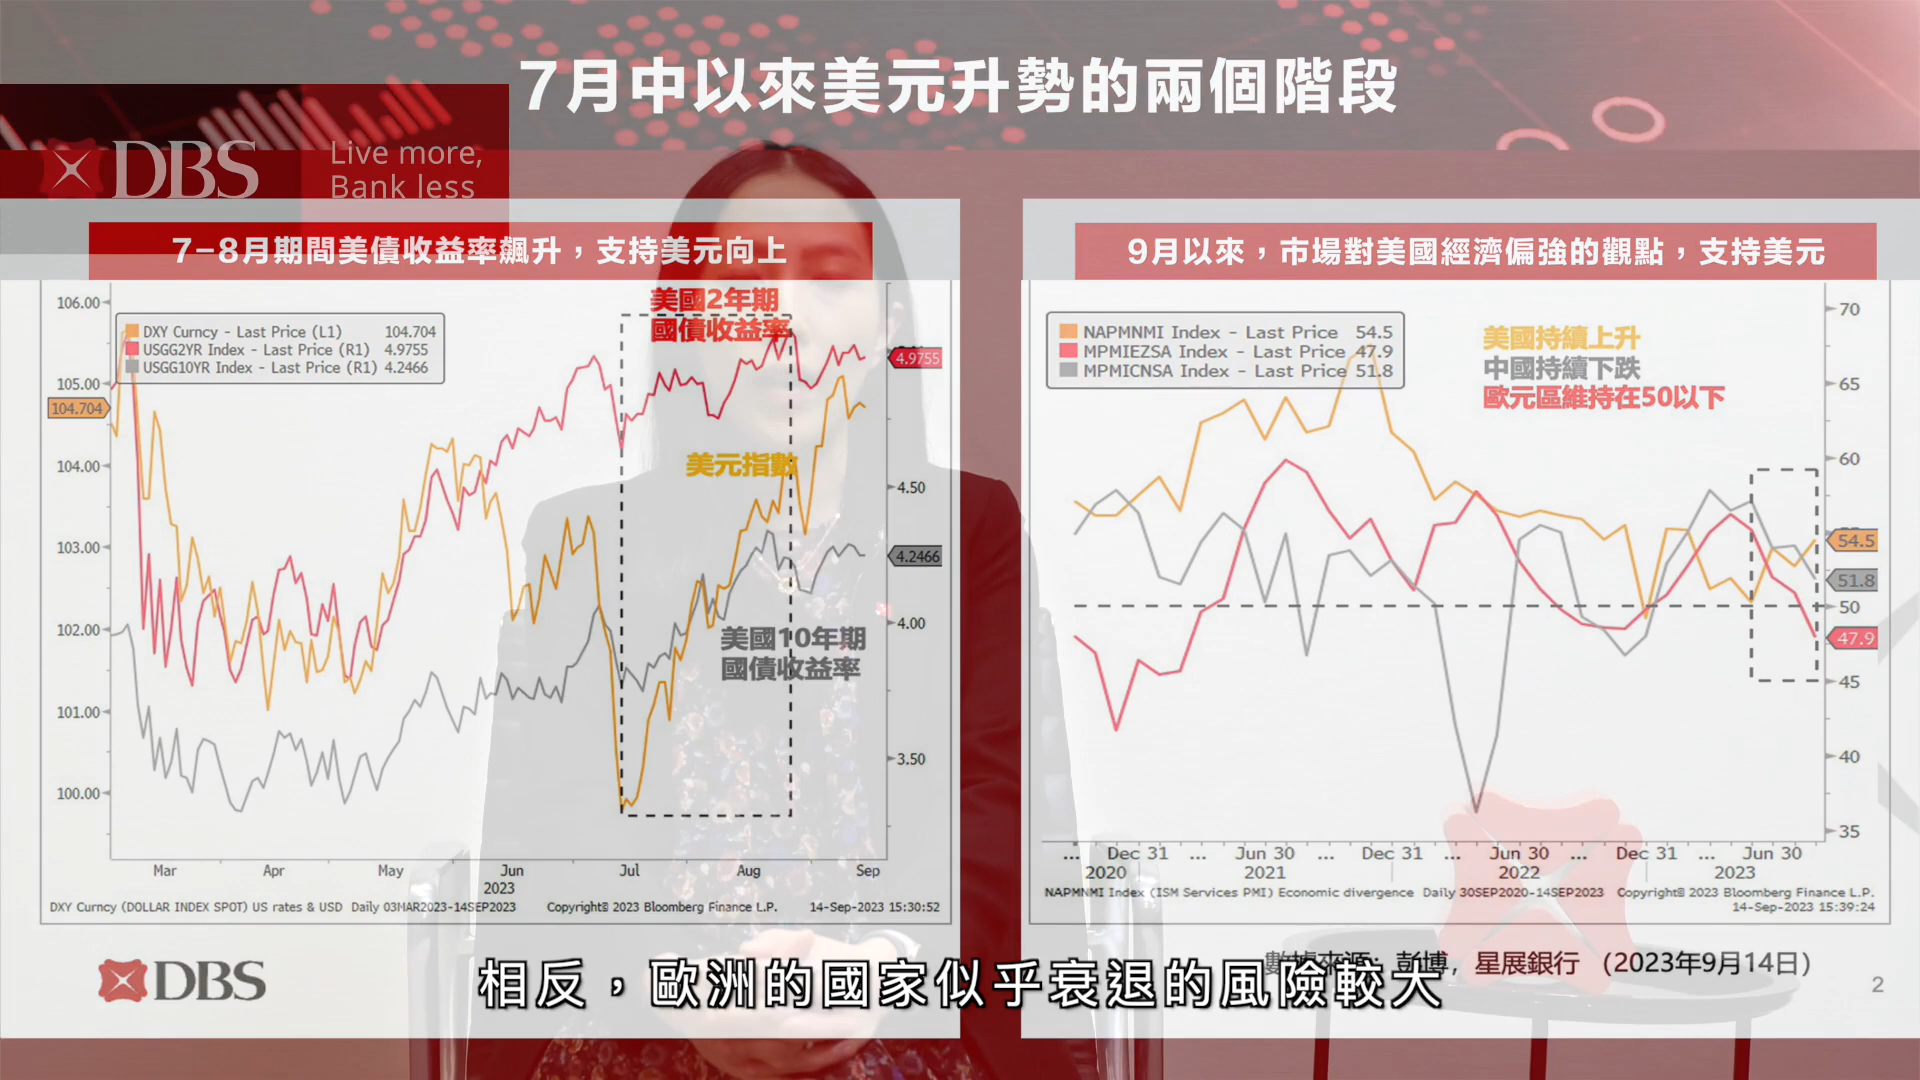 7月中以來美元升勢的兩個階段
DBS
Live more,
Bank less
7-8月期間美債收益率飆升，支持美元向上
美國2年期
國債收益率
106.00
105.00
104.704
104.00
103.00
102.00
101.00
100.00
DXY Curncy - Last Price (L1) 104.704
USGG2YR Index - Last Price (R1) 4.9755
USGG10YR Index - Last Price (R1) 4.2466
美元指數
美國10年期
國債收益率
4.9755
4.50
4.2466
4.00
3.50
Mar Apr May Jun Jul Aug Sep
2023
DXY Curncy (DOLLAR INDEX SPOT) US rates & USD Daily 03MAR2023-14SEP2023 Copyright© 2023 Bloomberg Finance L.P. 14-Sep-2023 15:30:52
9月以來，市場對美國經濟偏強的觀點，支持美元
NAPMNMI Index - Last Price 54.5
MPMIEZSA Index - Last Price 47.9
MPMICNSA Index - Last Price 51.8
美國持續上升
中國持續下跌
歐元區維持在50以下
70
65
60
54.5
51.8
50
47.9
45
40
35
... Dec 31 ... Jun 30 ... Dec 31 ... Jun 30 ... Dec 31 ... Jun 30
2020 2021 2022 2023
NAPMNMI Index (ISM Services PMI) Economic divergence Daily 30SEP2020-14SEP2023 Copyright© 2023 Bloomberg Finance L.P.
14-Sep-2023 15:39:24
數據來源：彭博，星展銀行 （2023年9月14日）
DBS
相反，歐洲的國家似乎衰退的風險較大
2